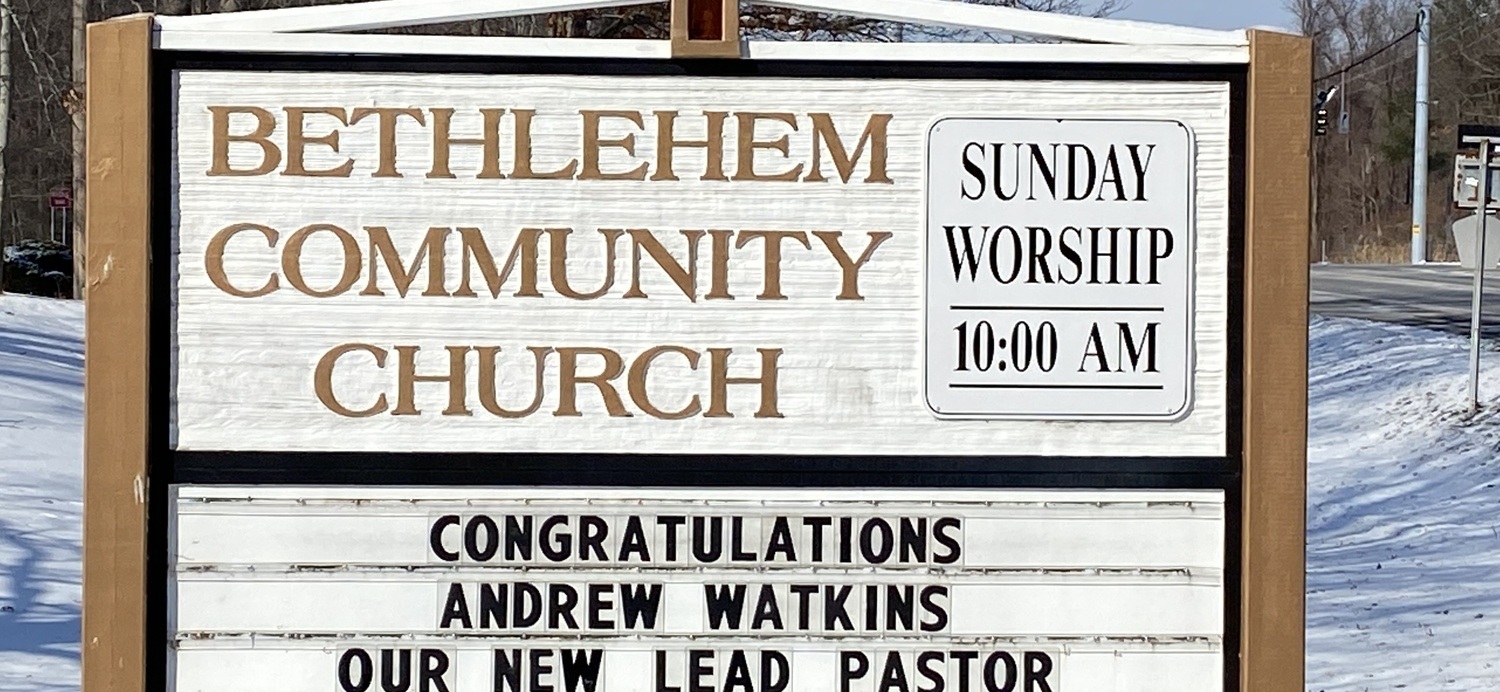 BETHLEHEM
COMMUNITY
CHURCH
SUNDAY
WORSHIP
10:00 AM
CONGRATULATIONS
ANDREW WATKINS
OUR NEW LEAD PASTOR